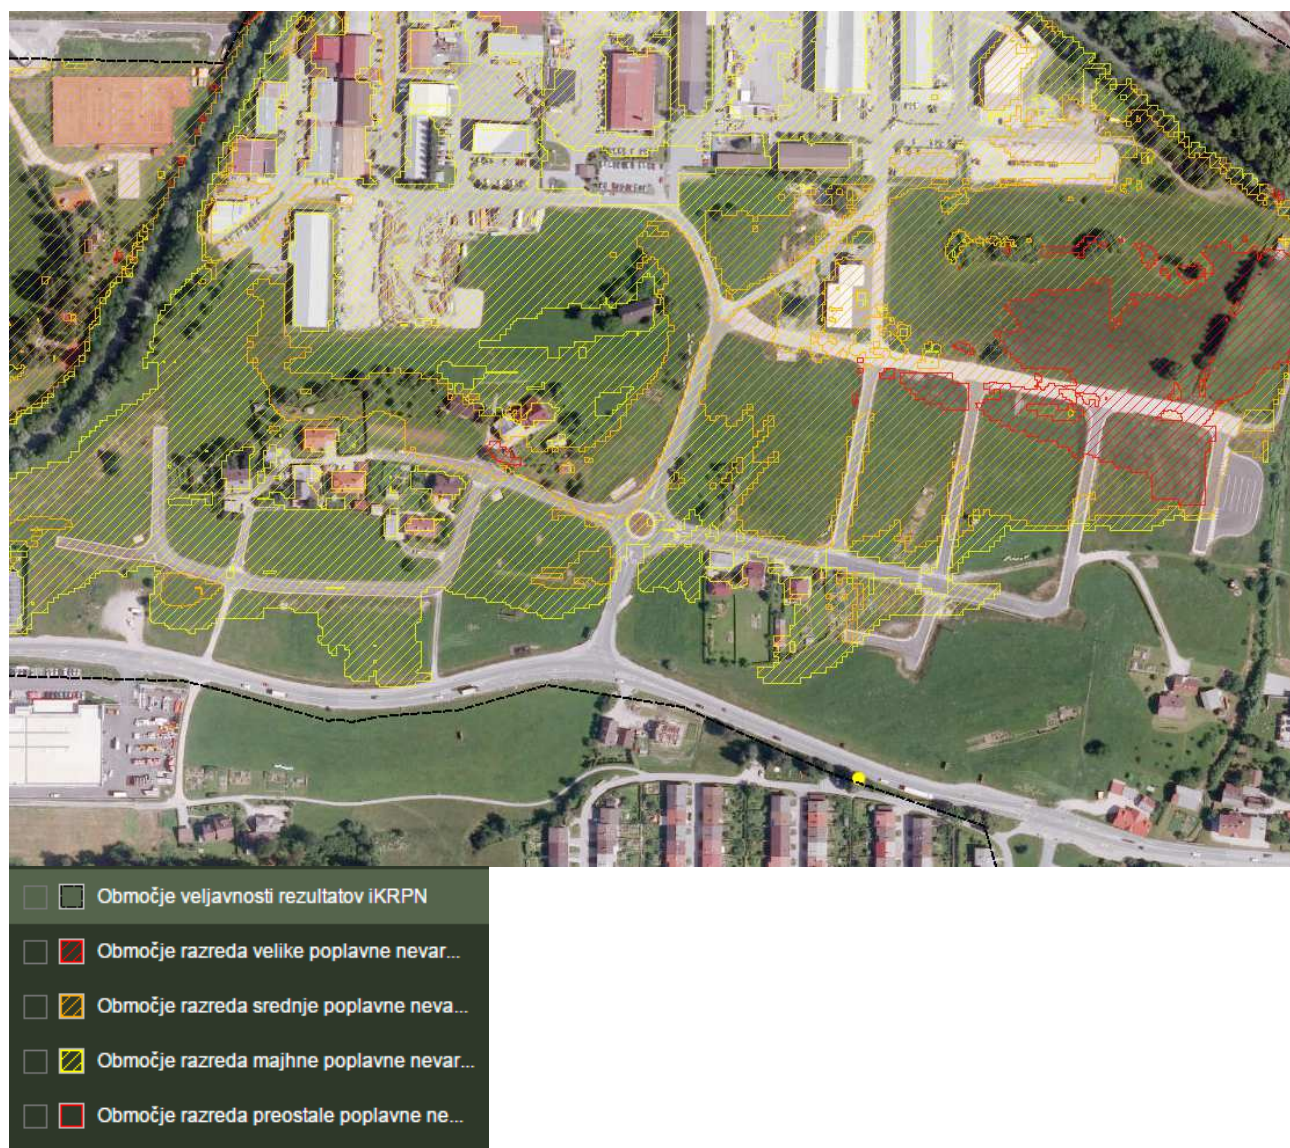 Območje veljavnosti rezultatov iKRPN
Območje razreda velike poplavne nevar...
Območje razreda srednje poplavne neva...
Območje razreda majhne poplavne nevar...
Območje razreda preostale poplavne ne...